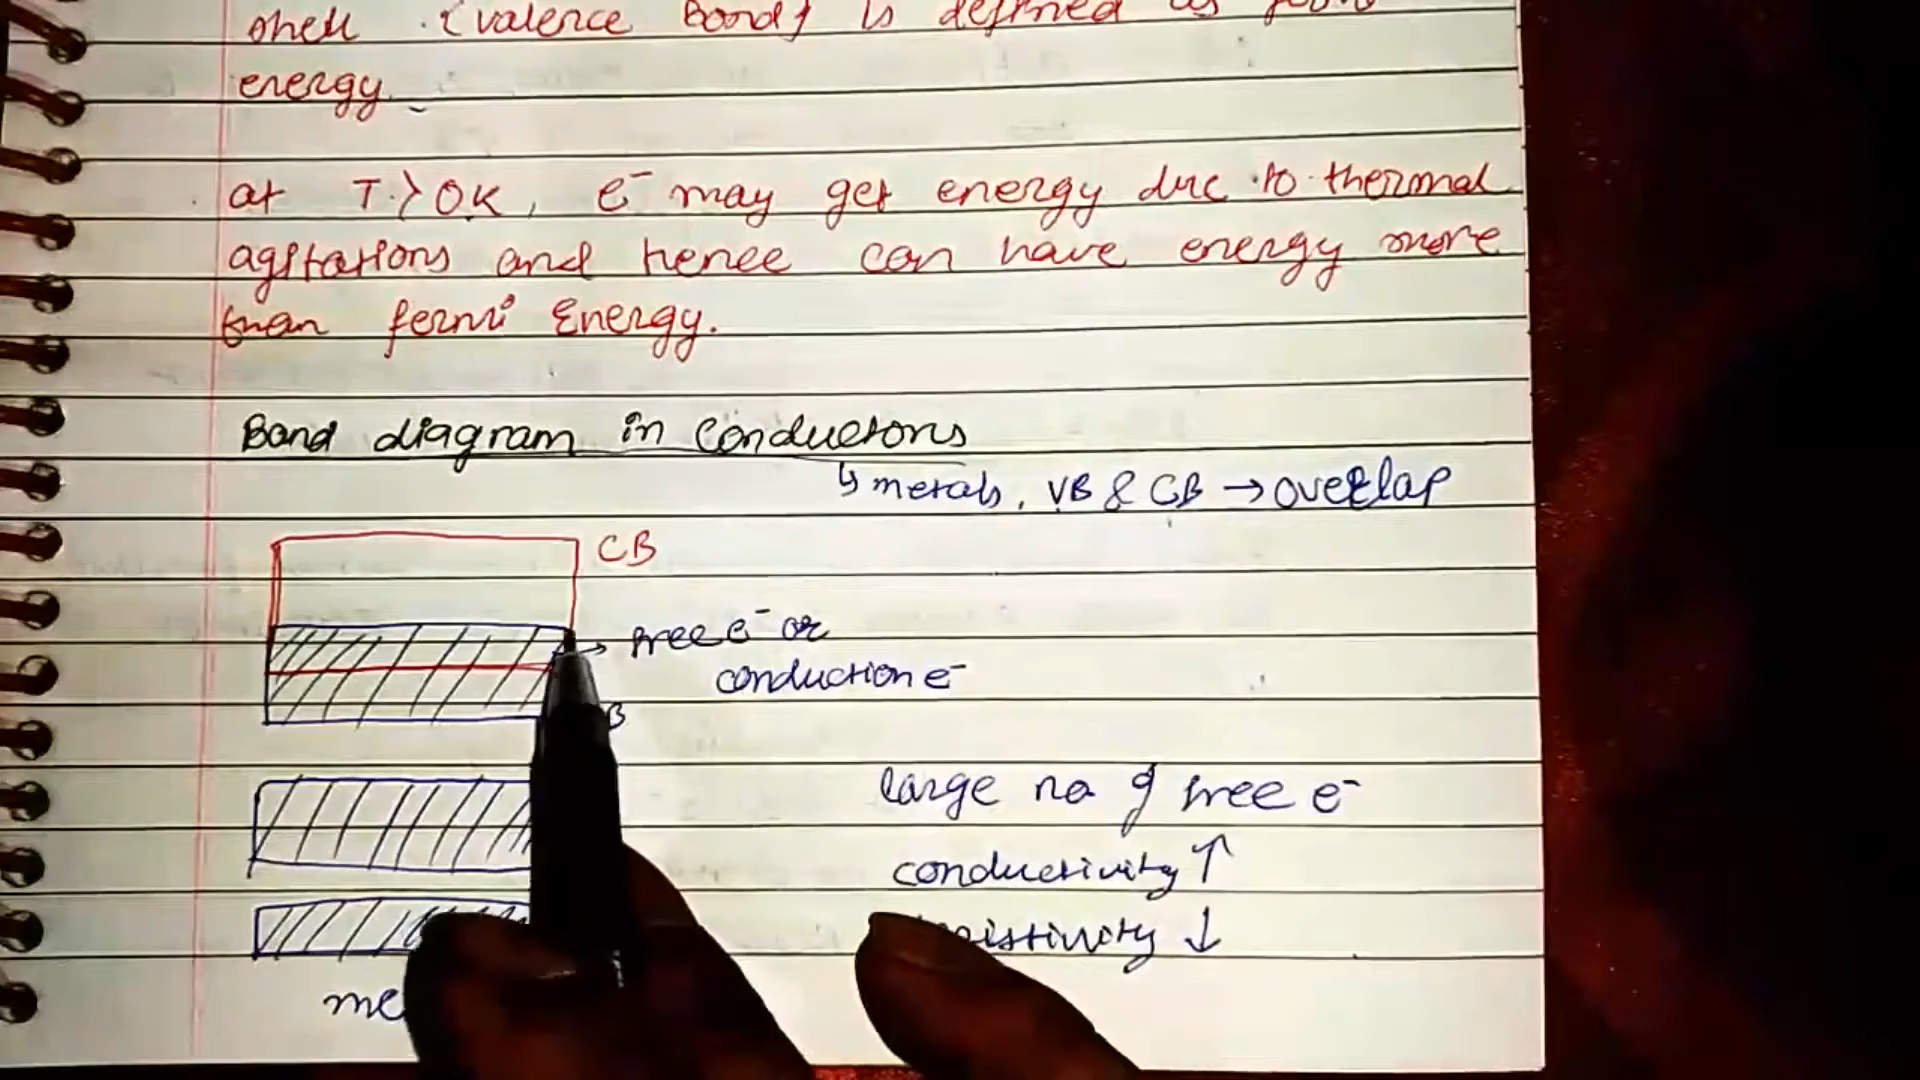 shell . {valence Band} is defined as
energy.
at T > 0K, e⁻ may get energy due to thermal
agitations and hence can have energy more
than fermi Energy.
Band diagram in Conductors
↳ metals, VB & CB → overlap
CB
→ free e⁻ or
conduction e⁻
B
large no of free e⁻
conductivity ↑
istivity ↓
me